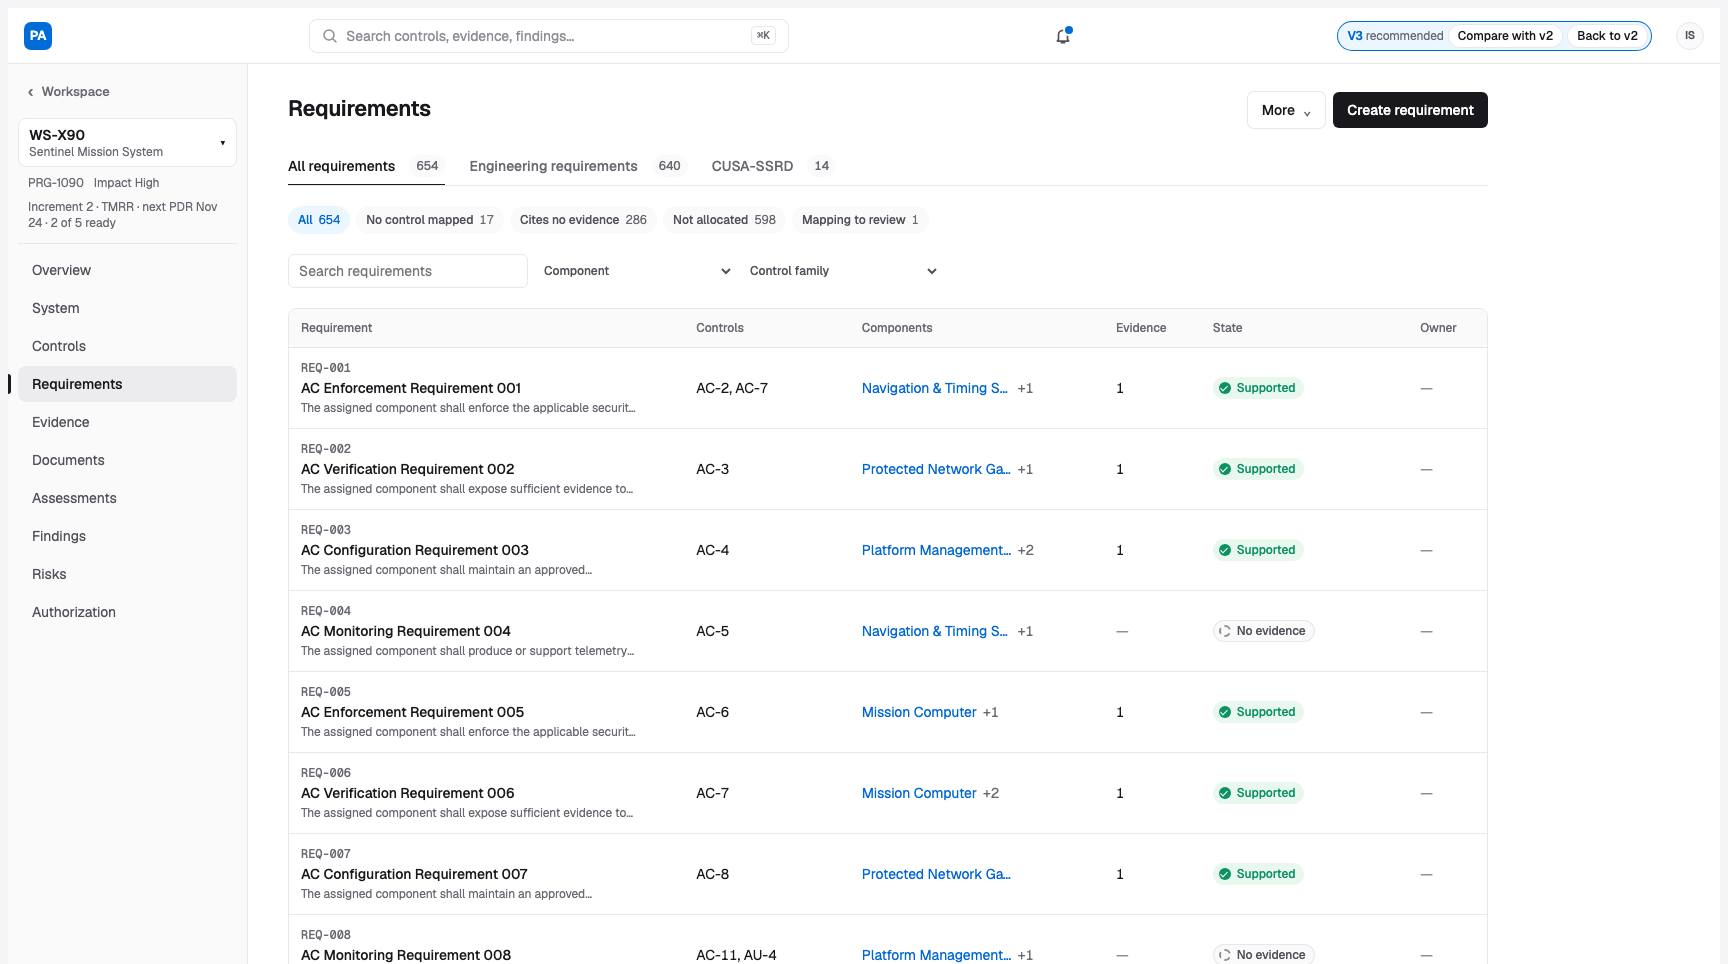 PA
Search controls, evidence, findings...
⌘K
V3 recommended
Compare with v2
Back to v2
IS
‹ Workspace
WS-X90
Sentinel Mission System
PRG-1090 Impact High
Increment 2 · TMRR · next PDR Nov
24 · 2 of 5 ready
Overview
System
Controls
Requirements
Evidence
Documents
Assessments
Findings
Risks
Authorization
Requirements
More
Create requirement
All requirements 654
Engineering requirements 640
CUSA-SSRD 14
All 654
No control mapped 17
Cites no evidence 286
Not allocated 598
Mapping to review 1
Search requirements
Component
Control family
Requirement Controls Components Evidence State Owner
REQ-001
AC Enforcement Requirement 001 AC-2, AC-7 Navigation & Timing S... +1 1 Supported —
The assigned component shall enforce the applicable securit...
REQ-002
AC Verification Requirement 002 AC-3 Protected Network Ga... +1 1 Supported —
The assigned component shall expose sufficient evidence to...
REQ-003
AC Configuration Requirement 003 AC-4 Platform Management... +2 1 Supported —
The assigned component shall maintain an approved...
REQ-004
AC Monitoring Requirement 004 AC-5 Navigation & Timing S... +1 — No evidence —
The assigned component shall produce or support telemetry...
REQ-005
AC Enforcement Requirement 005 AC-6 Mission Computer +1 1 Supported —
The assigned component shall enforce the applicable securit...
REQ-006
AC Verification Requirement 006 AC-7 Mission Computer +2 1 Supported —
The assigned component shall expose sufficient evidence to...
REQ-007
AC Configuration Requirement 007 AC-8 Protected Network Ga... 1 Supported —
The assigned component shall maintain an approved...
REQ-008
AC Monitoring Requirement 008 AC-11, AU-4 Platform Management... +1 — No evidence —